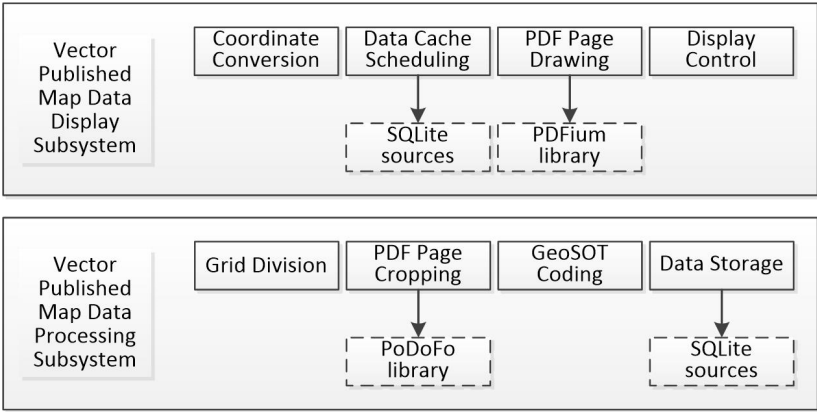 Vector
Published
Map Data
Display
Subsystem
Coordinate
Conversion
Data Cache
Scheduling
PDF Page
Drawing
Display
Control
SQLite
sources
PDFium
library
Vector
Published
Map Data
Processing
Subsystem
Grid Division
PDF Page
Cropping
GeoSOT
Coding
Data Storage
PoDoFo
library
SQLite
sources